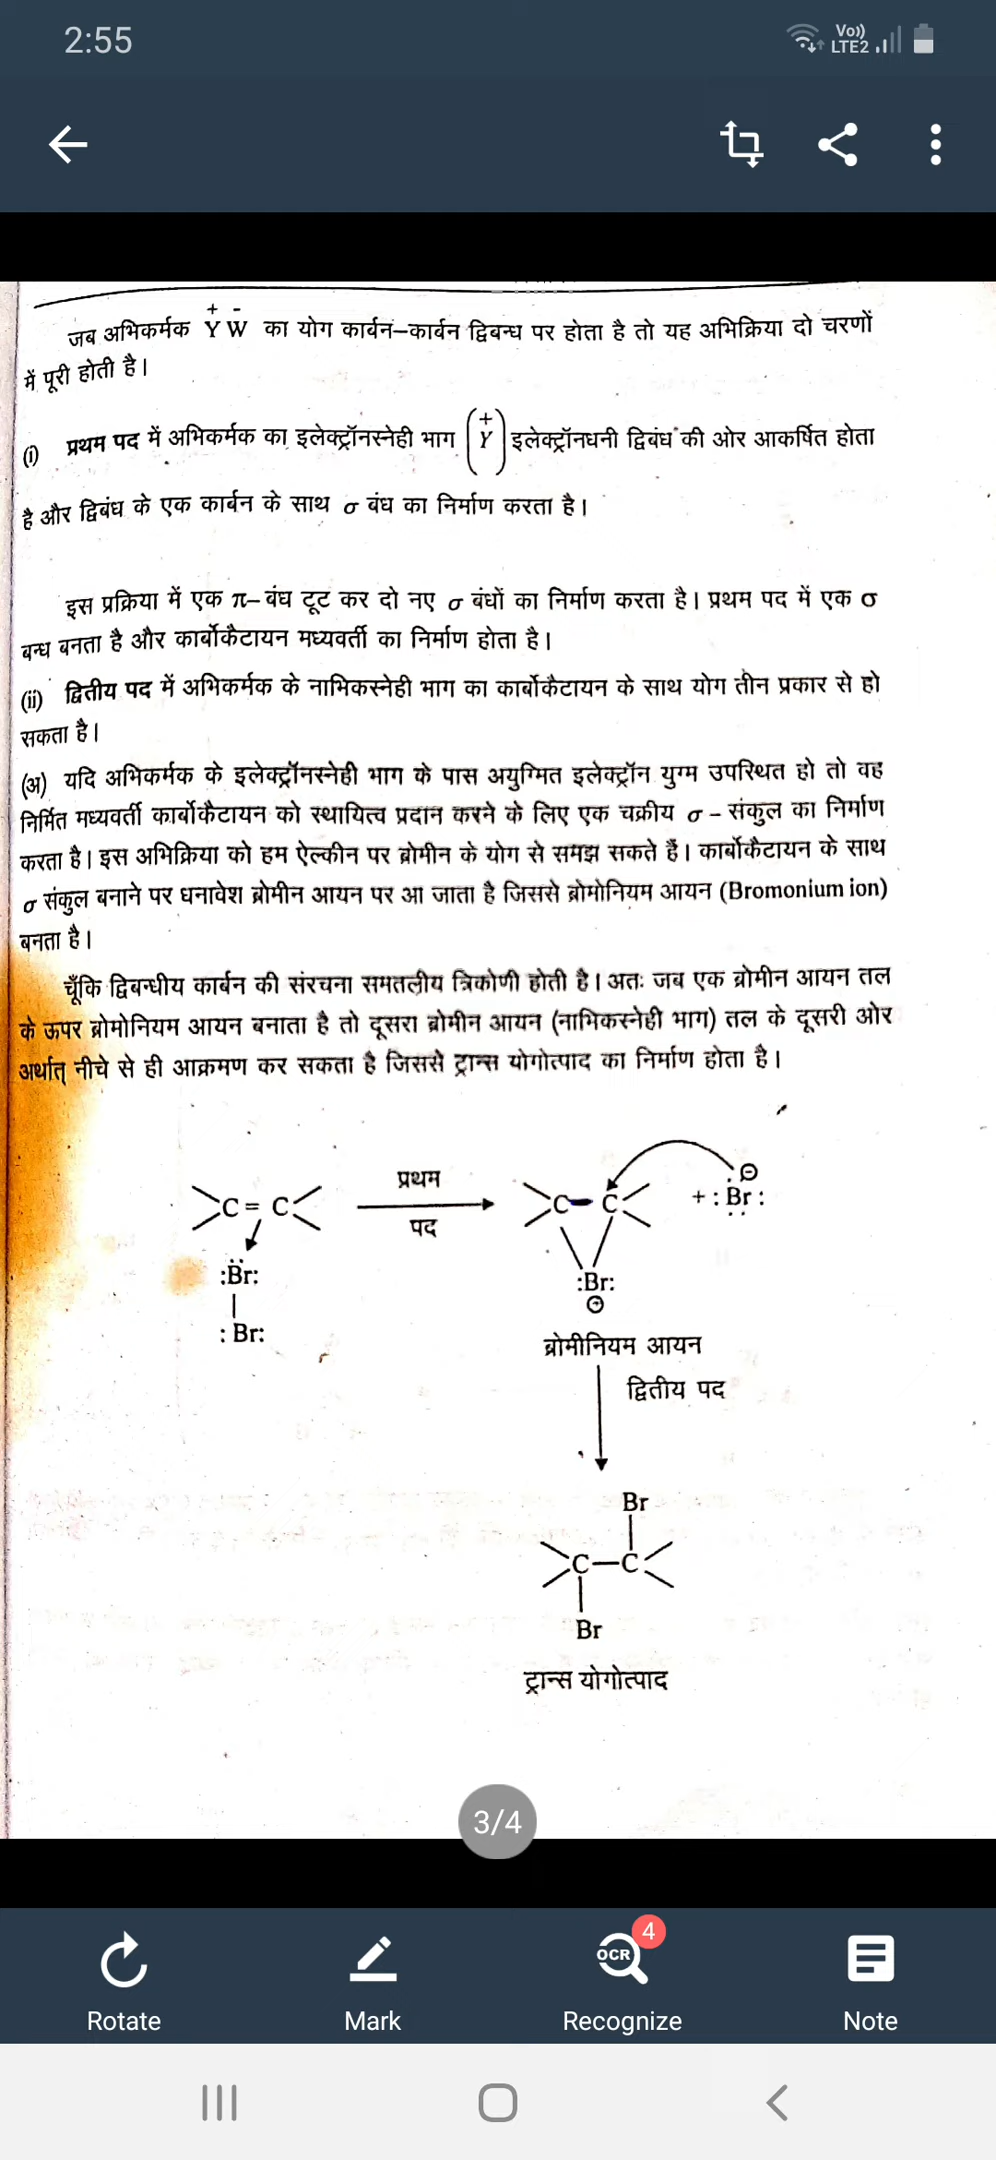 2:55
Vo)) LTE2
जब अभिकर्मक Y⁺ W⁻ का योग कार्बन–कार्बन द्विबन्ध पर होता है तो यह अभिक्रिया दो चरणों
में पूरी होती है।
(i) प्रथम पद में अभिकर्मक का इलेक्ट्रॉनस्नेही भाग (Y⁺) इलेक्ट्रॉनधनी द्विबंध की ओर आकर्षित होता
है और द्विबंध के एक कार्बन के साथ σ बंध का निर्माण करता है।
इस प्रक्रिया में एक π– बंध टूट कर दो नए σ बंधों का निर्माण करता है। प्रथम पद में एक σ
बन्ध बनता है और कार्बोकैटायन मध्यवर्ती का निर्माण होता है।
(ii) द्वितीय पद में अभिकर्मक के नाभिकस्नेही भाग का कार्बोकैटायन के साथ योग तीन प्रकार से हो
सकता है।
(अ) यदि अभिकर्मक के इलेक्ट्रॉनस्नेही भाग के पास अयुग्मित इलेक्ट्रॉन युग्म उपस्थित हो तो वह
निर्मित मध्यवर्ती कार्बोकैटायन को स्थायित्व प्रदान करने के लिए एक चक्रीय σ – संकुल का निर्माण
करता है। इस अभिक्रिया को हम ऐल्कीन पर ब्रोमीन के योग से समझ सकते हैं। कार्बोकैटायन के साथ
σ संकुल बनाने पर धनावेश ब्रोमीन आयन पर आ जाता है जिससे ब्रोमोनियम आयन (Bromonium ion)
बनता है।
चूँकि द्विबन्धीय कार्बन की संरचना समतलीय त्रिकोणी होती है। अतः जब एक ब्रोमीन आयन तल
के ऊपर ब्रोमोनियम आयन बनाता है तो दूसरा ब्रोमीन आयन (नाभिकस्नेही भाग) तल के दूसरी ओर
अर्थात् नीचे से ही आक्रमण कर सकता है जिससे ट्रान्स योगोत्पाद का निर्माण होता है।
प्रथम
पद
C = C
C – C
+ :Br: ⊖
:Br:
:Br:
:Br:
⊕
ब्रोमीनियम आयन
द्वितीय पद
Br
C – C
Br
ट्रान्स योगोत्पाद
3/4
4
OCR
Rotate Mark Recognize Note